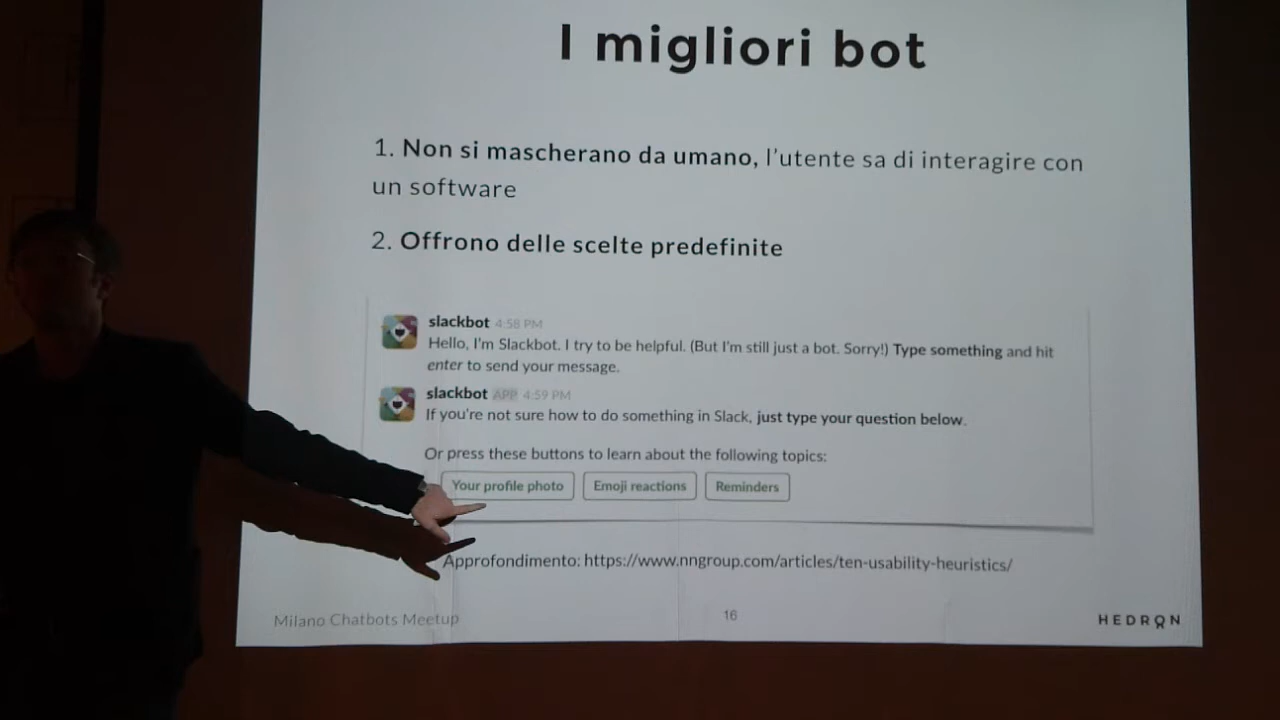 I migliori bot
1. Non si mascherano da umano, l'utente sa di interagire con
un software
2. Offrono delle scelte predefinite
slackbot 4:58 PM
Hello, I'm Slackbot. I try to be helpful. (But I'm still just a bot. Sorry!) Type something and hit
enter to send your message.
slackbot APP 4:59 PM
If you're not sure how to do something in Slack, just type your question below.
Or press these buttons to learn about the following topics:
Your profile photo Emoji reactions Reminders
Approfondimento: https://www.nngroup.com/articles/ten-usability-heuristics/
Milano Chatbots Meetup 16 HEDRON